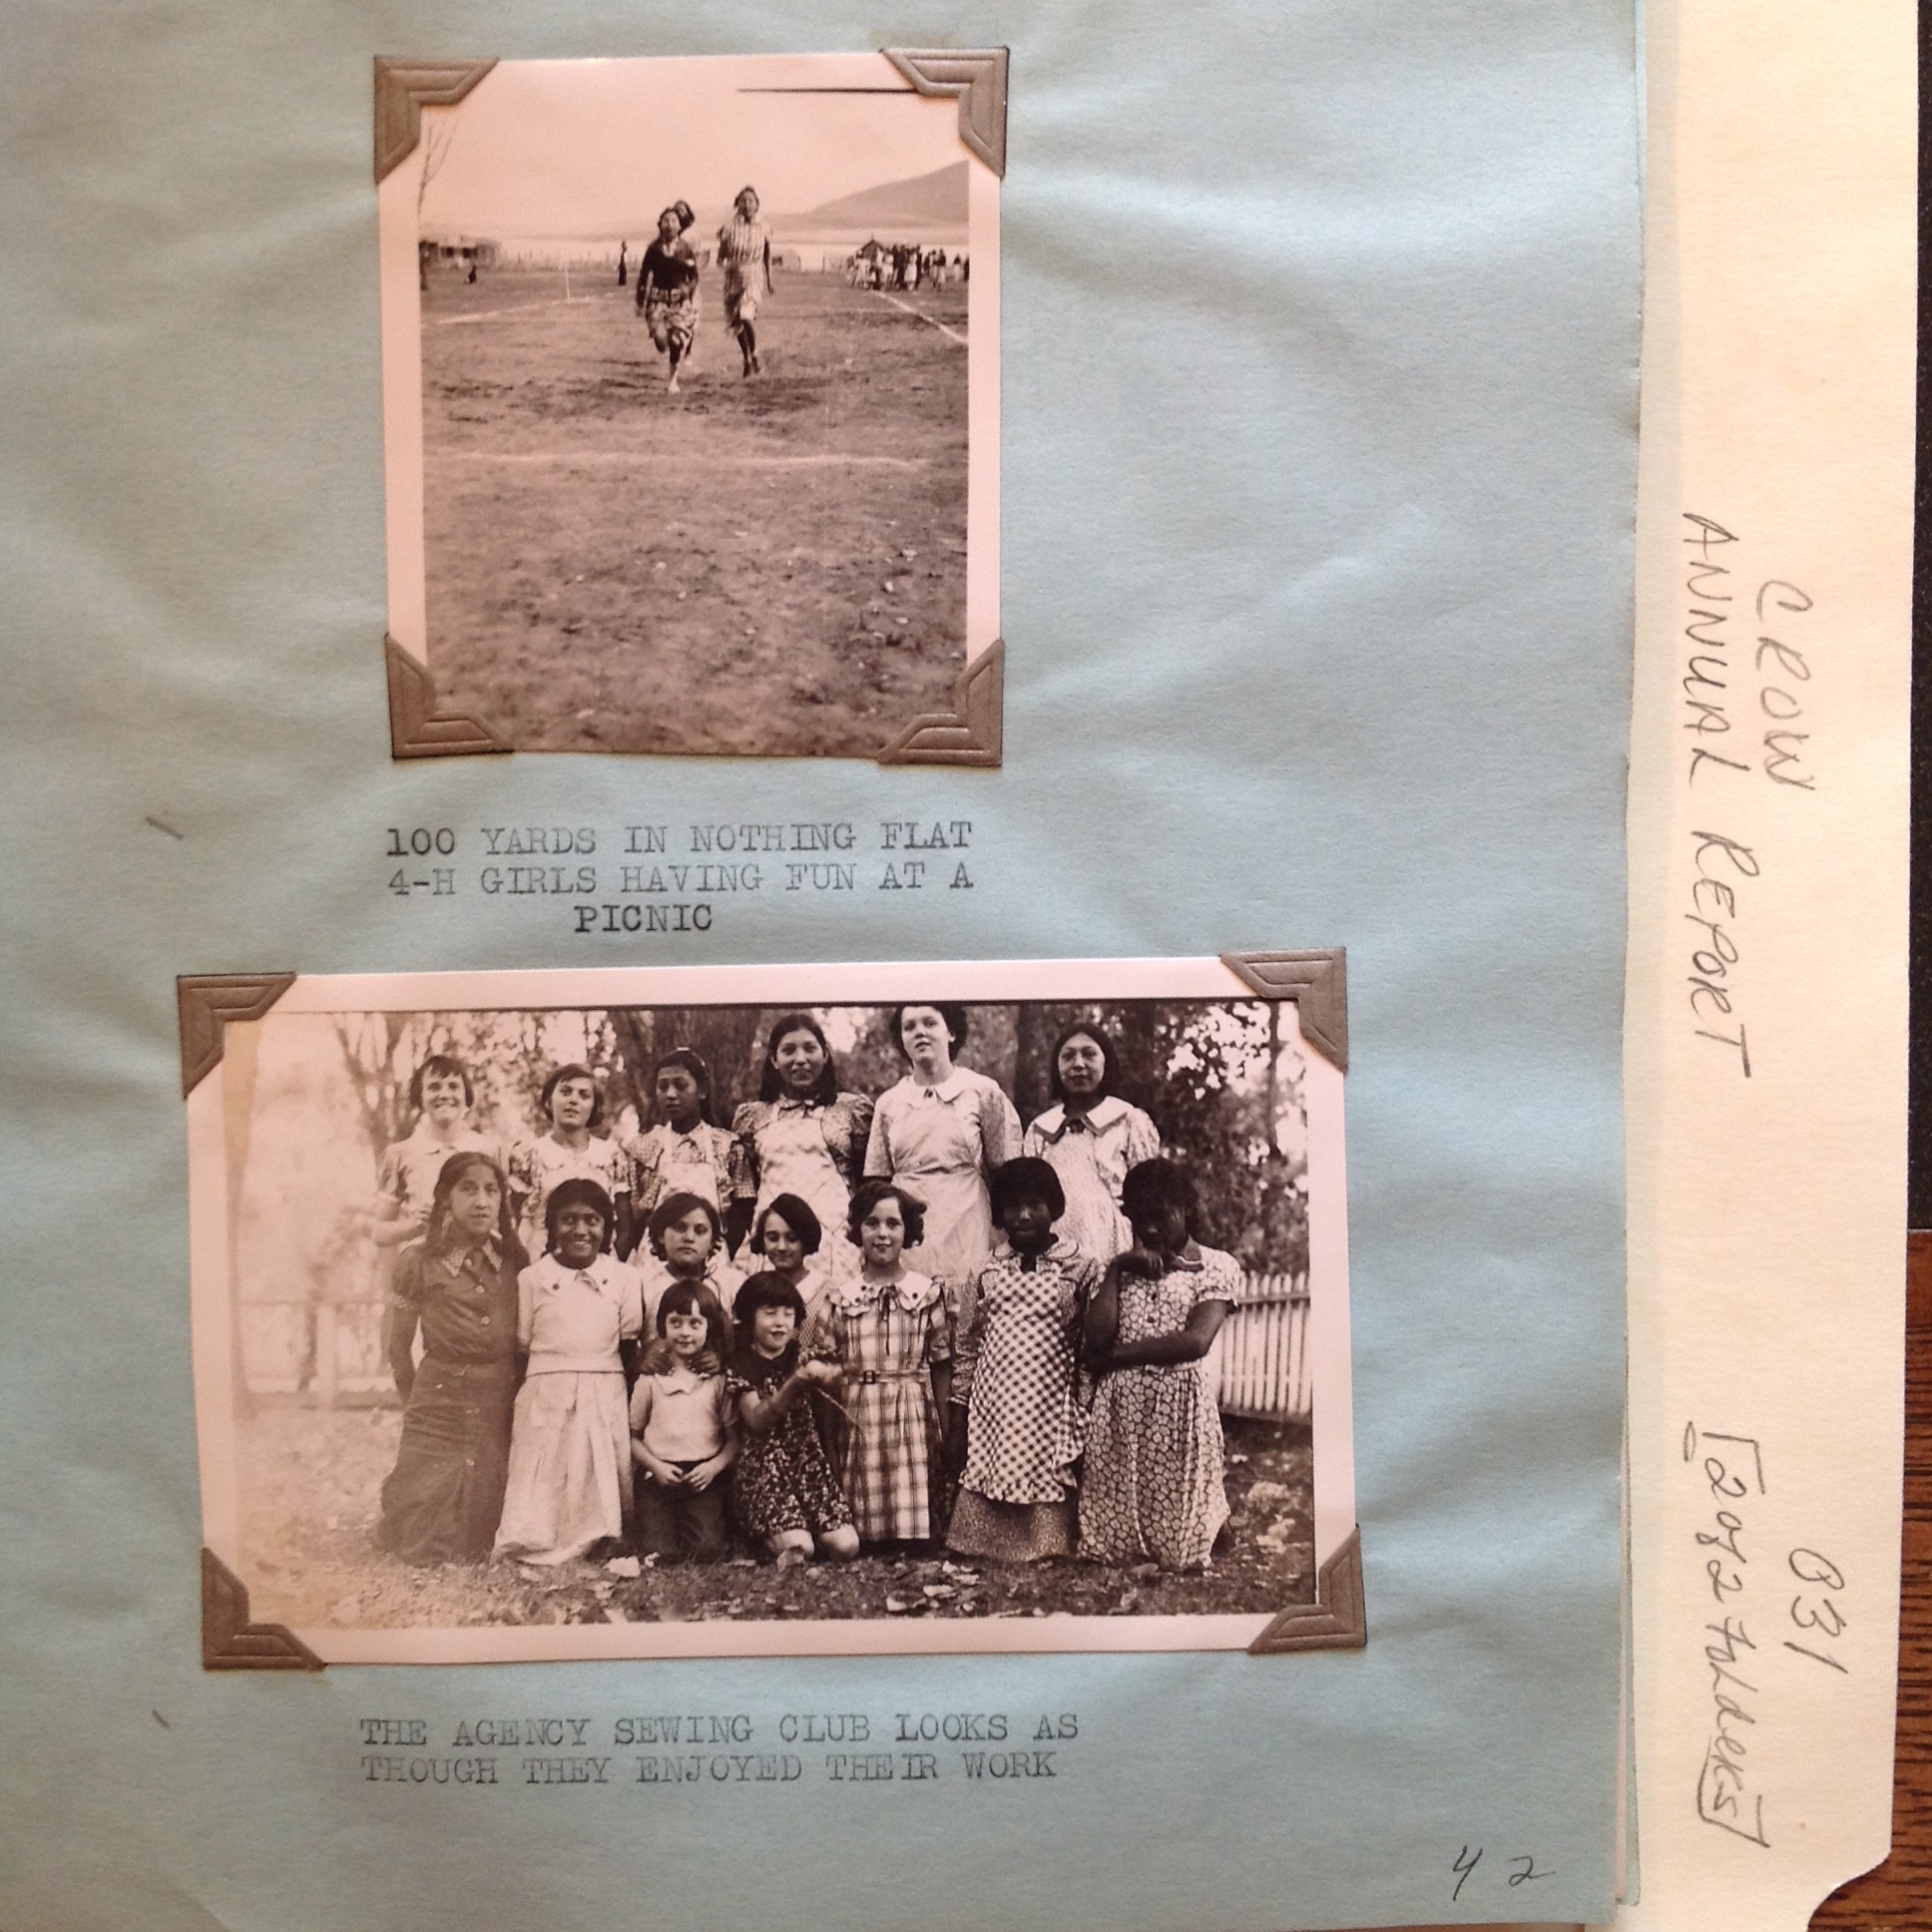 100 YARDS IN NOTHING FLAT
4-H GIRLS HAVING FUN AT A
PICNIC
THE AGENCY SEWING CLUB LOOKS AS
THOUGH THEY ENJOYED THEIR WORK
42
CROW
ANNUAL REPORT
031
[2 of 2 folders]